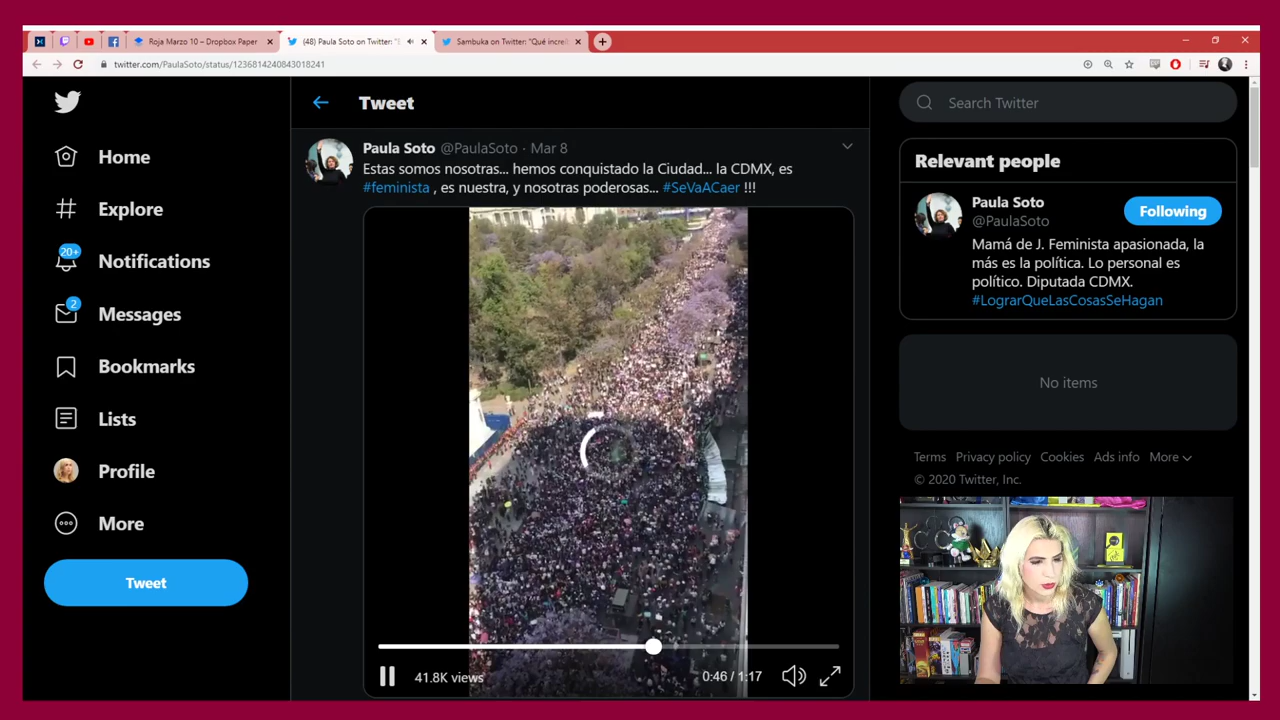 Roja Marzo 10 – Dropbox Paper
(48) Paula Soto on Twitter: "E
Sambuka on Twitter: "Qué increí
twitter.com/PaulaSoto/status/1236814240843018241
Home
Explore
20+
Notifications
2
Messages
Bookmarks
Lists
Profile
More
Tweet
Tweet
Paula Soto @PaulaSoto · Mar 8
Estas somos nosotras... hemos conquistado la Ciudad... la CDMX, es
#feminista , es nuestra, y nosotras poderosas... #SeVaACaer !!!
41.8K views
0:46 / 1:17
Search Twitter
Relevant people
Paula Soto
@PaulaSoto
Following
Mamá de J. Feminista apasionada, la
más es la política. Lo personal es
político. Diputada CDMX.
#LograrQueLasCosasSeHagan
No items
Terms Privacy policy Cookies Ads info More
© 2020 Twitter, Inc.